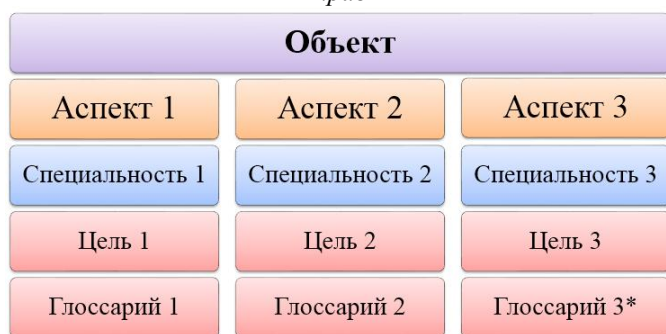 Объект
Аспект 1 Аспект 2 Аспект 3
Специальность 1 Специальность 2 Специальность 3
Цель 1 Цель 2 Цель 3
Глоссарий 1 Глоссарий 2 Глоссарий 3*